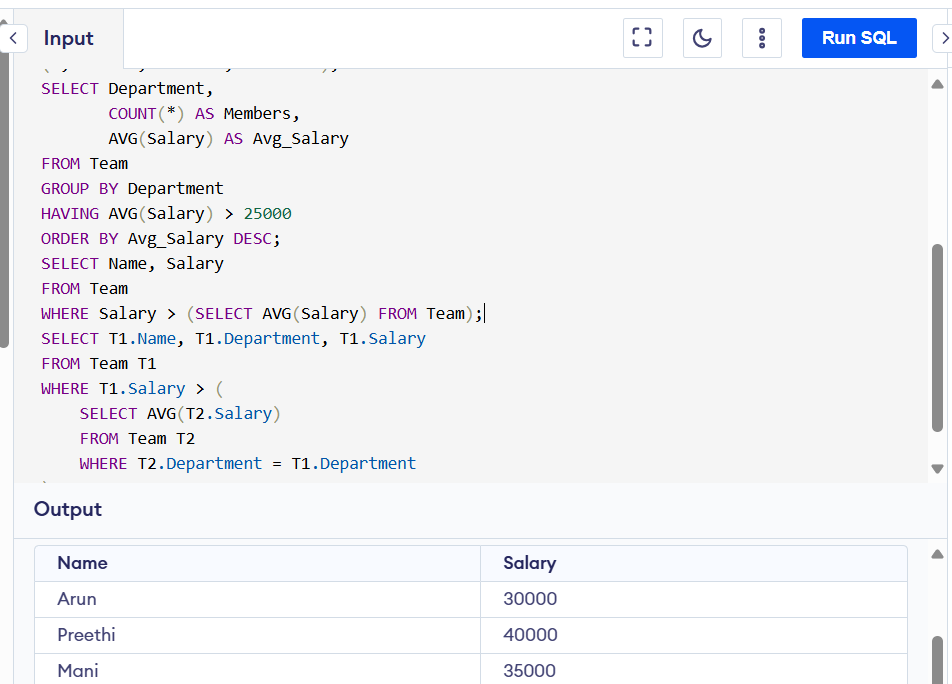 Input
Run SQL
SELECT Department,
COUNT(*) AS Members,
AVG(Salary) AS Avg_Salary
FROM Team
GROUP BY Department
HAVING AVG(Salary) > 25000
ORDER BY Avg_Salary DESC;
SELECT Name, Salary
FROM Team
WHERE Salary > (SELECT AVG(Salary) FROM Team);
SELECT T1.Name, T1.Department, T1.Salary
FROM Team T1
WHERE T1.Salary > (
SELECT AVG(T2.Salary)
FROM Team T2
WHERE T2.Department = T1.Department
Output
Name Salary
Arun 30000
Preethi 40000
Mani 35000